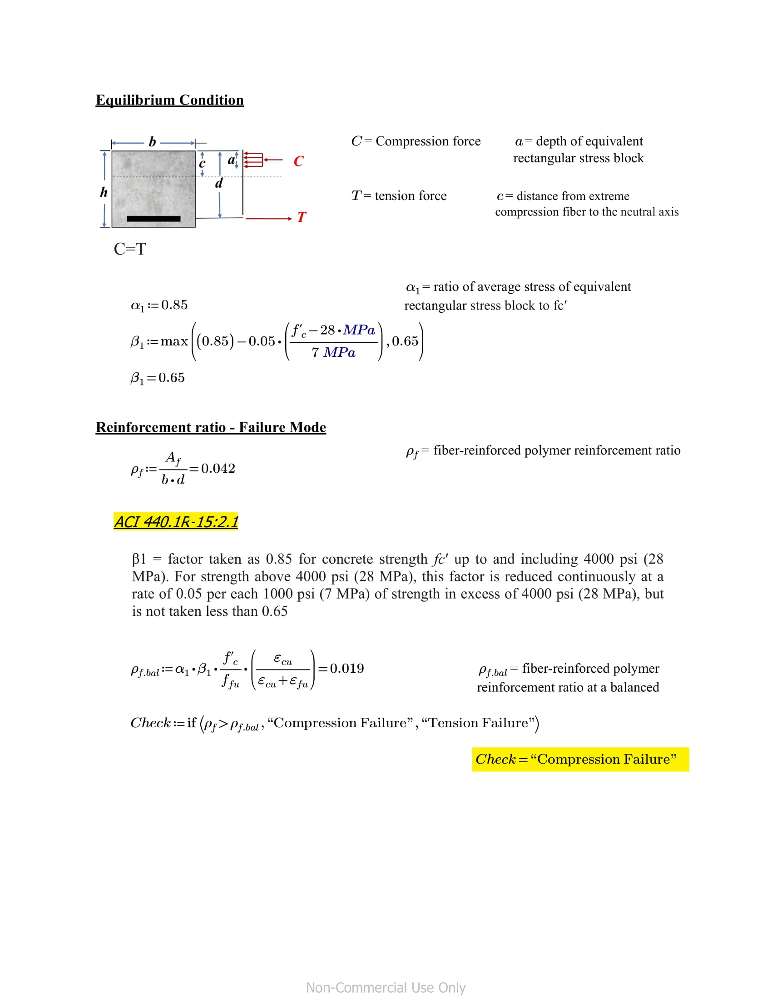 Equilibrium Condition
b
c
a
C
d
h
T
C = Compression force
a = depth of equivalent
rectangular stress block
T = tension force
c = distance from extreme
compression fiber to the neutral axis
C=T
α₁ = ratio of average stress of equivalent
rectangular stress block to fc′
α₁ := 0.85
β₁ := max((0.85) − 0.05 • ((f′c − 28 • MPa) / (7 MPa)), 0.65)
β₁ = 0.65
Reinforcement ratio - Failure Mode
ρf = fiber-reinforced polymer reinforcement ratio
ρf := Af / (b • d) = 0.042
ACI 440.1R-15:2.1
β1 = factor taken as 0.85 for concrete strength fc′ up to and including 4000 psi (28
MPa). For strength above 4000 psi (28 MPa), this factor is reduced continuously at a
rate of 0.05 per each 1000 psi (7 MPa) of strength in excess of 4000 psi (28 MPa), but
is not taken less than 0.65
ρf.bal := α₁ • β₁ • (f′c / ffu) • (εcu / (εcu + εfu)) = 0.019
ρf.bal = fiber-reinforced polymer
reinforcement ratio at a balanced
Check := if (ρf > ρf.bal, “Compression Failure”, “Tension Failure”)
Check = “Compression Failure”
Non-Commercial Use Only